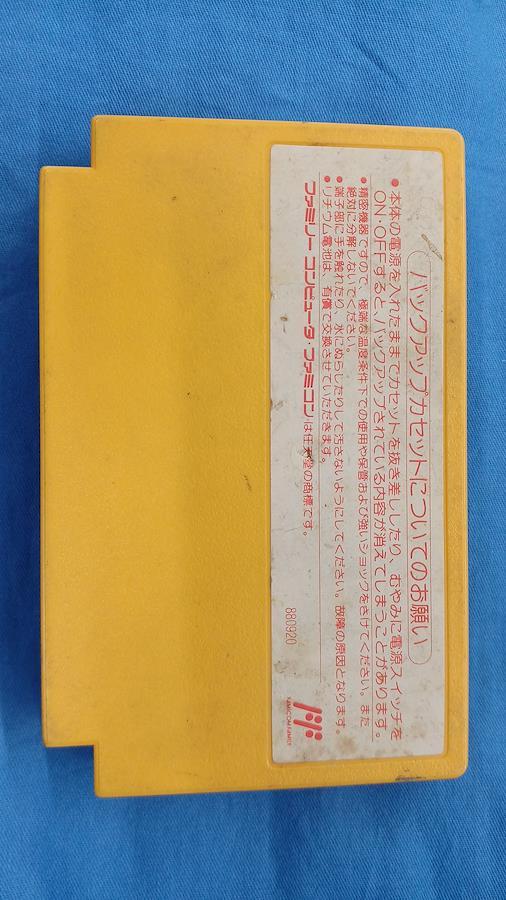 バックアップカセットについてのお願い
●本体の電源を入れたままでカセットを抜き差ししたり、むやみに電源スイッチを
ON・OFFすると、バックアップされている内容が消えてしまうことがあります。
●精密機器ですので、極端な温度条件下での使用や保管および強いショックをさけてください。また
絶対に分解しないでください。
●端子部に手を触れたり、水にぬらしたりして汚さないようにしてください。故障の原因となります。
●リチウム電池は、有償で交換させていただきます。
ファミリー コンピュータ・ファミコンは任天堂の商標です。
880920
FAMICOM FAMILY